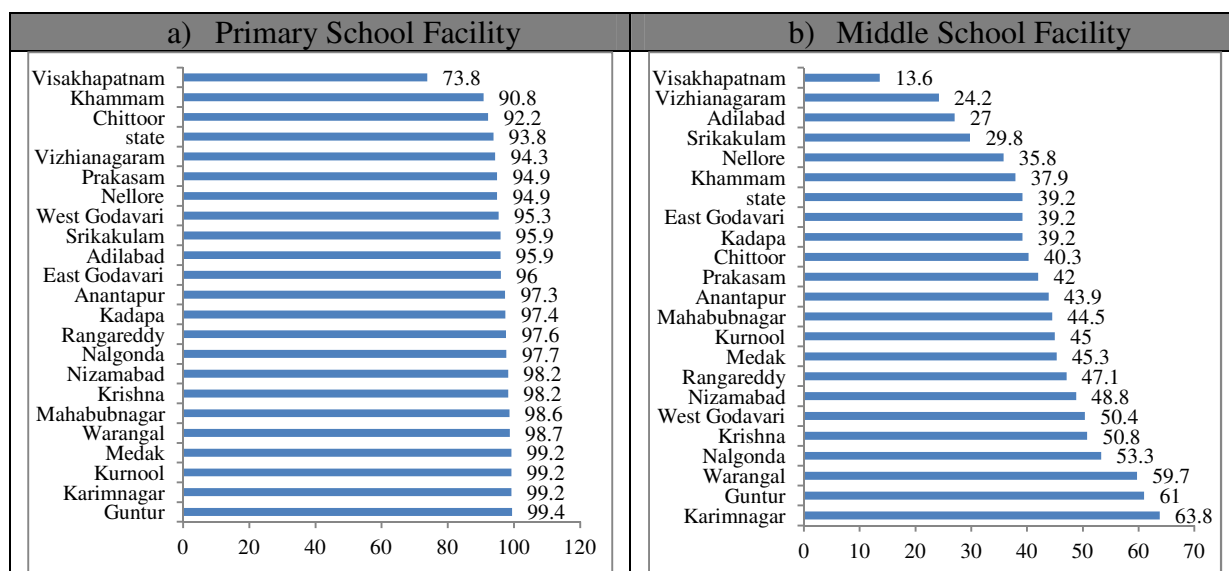 a) Primary School Facility
Visakhapatnam 73.8
Khammam 90.8
Chittoor 92.2
state 93.8
Vizhianagaram 94.3
Prakasam 94.9
Nellore 94.9
West Godavari 95.3
Srikakulam 95.9
Adilabad 95.9
East Godavari 96
Anantapur 97.3
Kadapa 97.4
Rangareddy 97.6
Nalgonda 97.7
Nizamabad 98.2
Krishna 98.2
Mahabubnagar 98.6
Warangal 98.7
Medak 99.2
Kurnool 99.2
Karimnagar 99.2
Guntur 99.4
0 20 40 60 80 100 120
b) Middle School Facility
Visakhapatnam 13.6
Vizhianagaram 24.2
Adilabad 27
Srikakulam 29.8
Nellore 35.8
Khammam 37.9
state 39.2
East Godavari 39.2
Kadapa 39.2
Chittoor 40.3
Prakasam 42
Anantapur 43.9
Mahabubnagar 44.5
Kurnool 45
Medak 45.3
Rangareddy 47.1
Nizamabad 48.8
West Godavari 50.4
Krishna 50.8
Nalgonda 53.3
Warangal 59.7
Guntur 61
Karimnagar 63.8
0 10 20 30 40 50 60 70